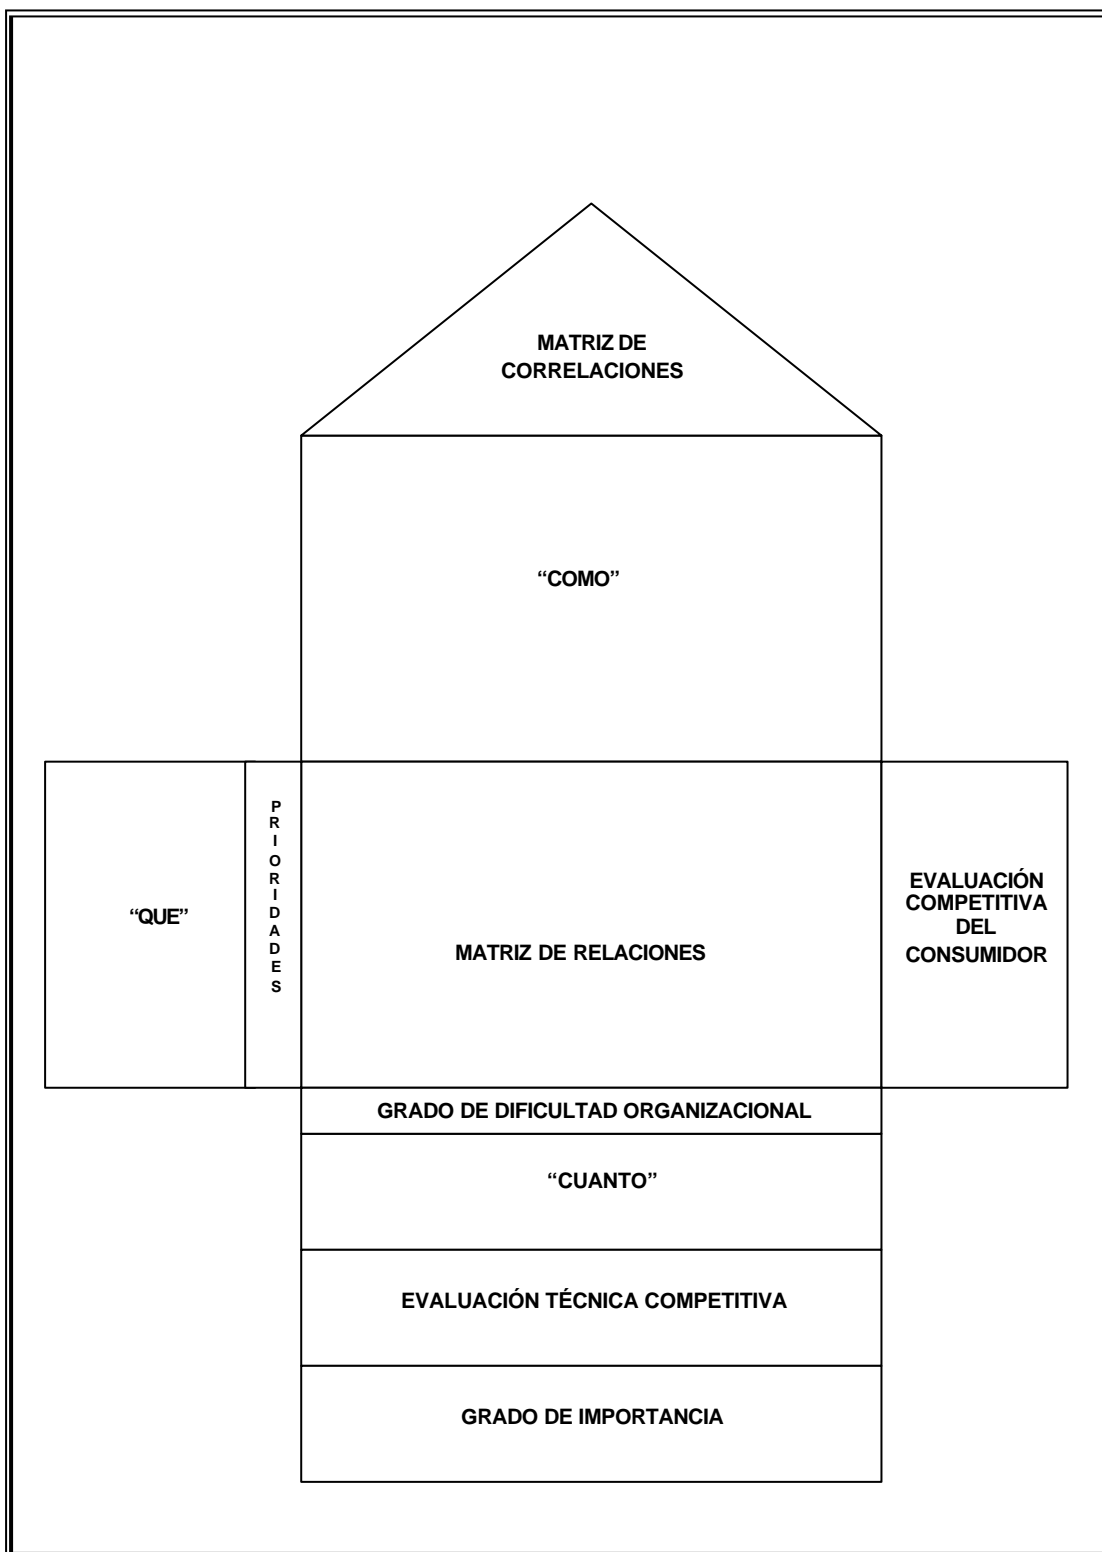 MATRIZ DE
CORRELACIONES
“COMO”
“QUE”
PRIORIDADES
MATRIZ DE RELACIONES
EVALUACIÓN
COMPETITIVA
DEL
CONSUMIDOR
GRADO DE DIFICULTAD ORGANIZACIONAL
“CUANTO”
EVALUACIÓN TÉCNICA COMPETITIVA
GRADO DE IMPORTANCIA